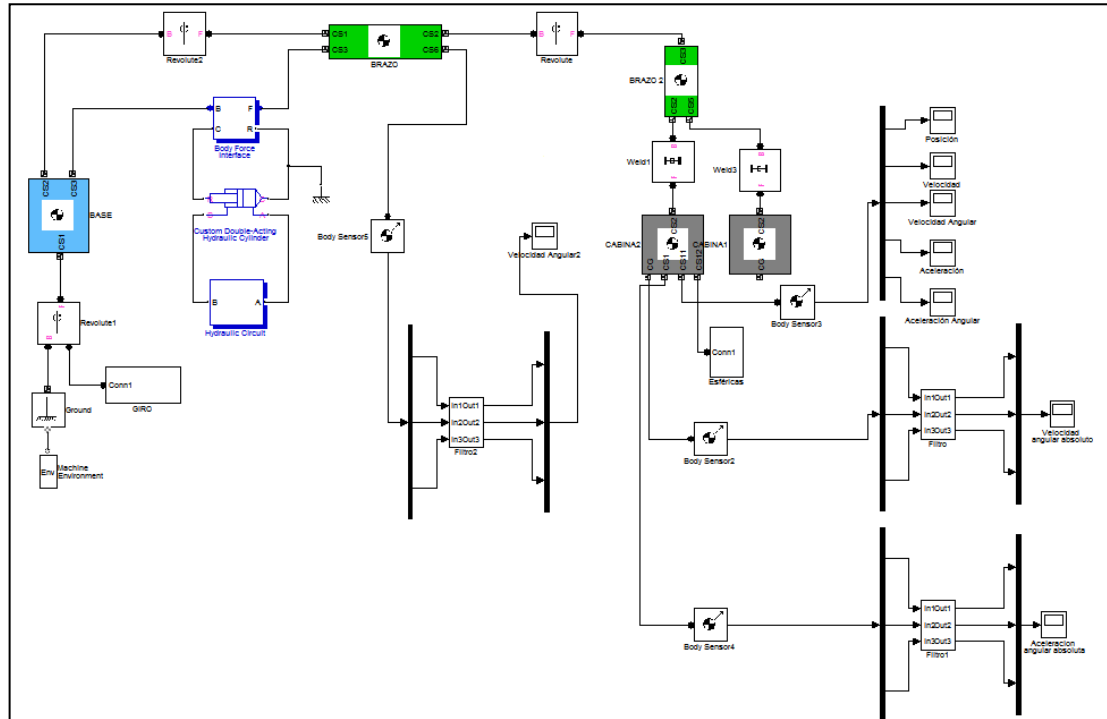 B
F
Revolute2
CS1
CS3
CS2
CS6
BRAZO
B
F
Revolute
CS3
BRAZO 2
CS2
CS5
B
F
C
R
Body Force
Interface
Weld1
Weld3
Posición
Velocidad
Velocidad Angular
Aceleración
Aceleración Angular
CS2
CS3
BASE
CS1
C
A
Custom Double-Acting
Hydraulic Cylinder
B
A
Hydraulic Circuit
Body Sensor5
Velocidad Angular2
CS2
CABINA2
CG
CS1
CS11
CS12
CS2
CABINA1
CG
Body Sensor3
Revolute1
Conn1
GIRO
Ground
Env
Machine
Environment
Conn1
Esféricas
In1Out1
In2Out2
In3Out3
Filtro2
Body Sensor2
In1Out1
In2Out2
In3Out3
Filtro
Velocidad
angular absoluto
Body Sensor4
In1Out1
In2Out2
In3Out3
Filtro1
Aceleracion
angular absoluta